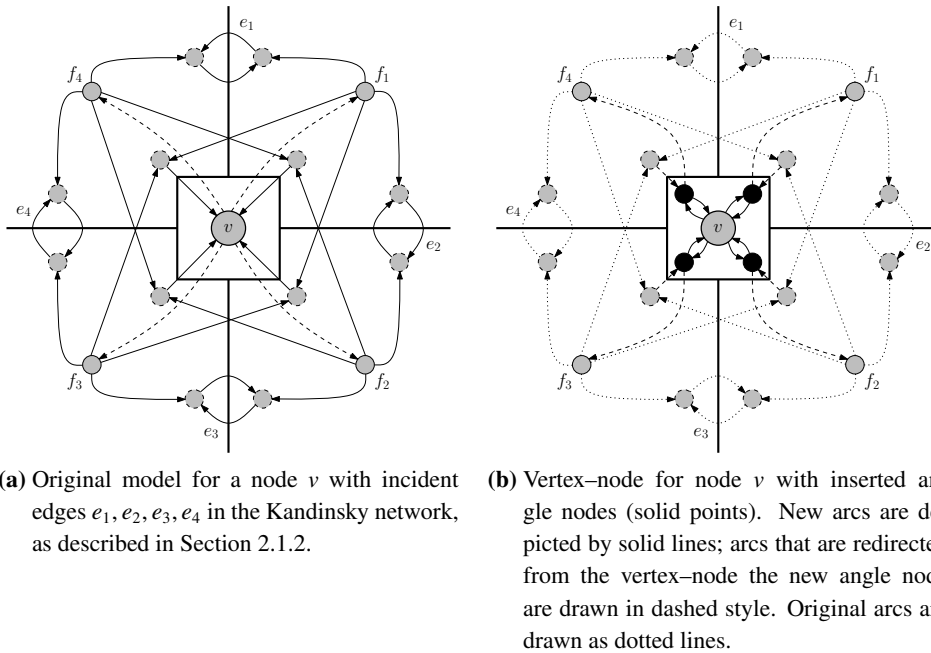 e1
f4
f1
v
e4
e2
f3
f2
e3
e1
f4
f1
v
e4
e2
f3
f2
e3
(a) Original model for a node v with incident
edges e1, e2, e3, e4 in the Kandinsky network,
as described in Section 2.1.2.
(b) Vertex–node for node v with inserted an
gle nodes (solid points). New arcs are de
picted by solid lines; arcs that are redirecte
from the vertex–node the new angle nod
are drawn in dashed style. Original arcs ar
drawn as dotted lines.